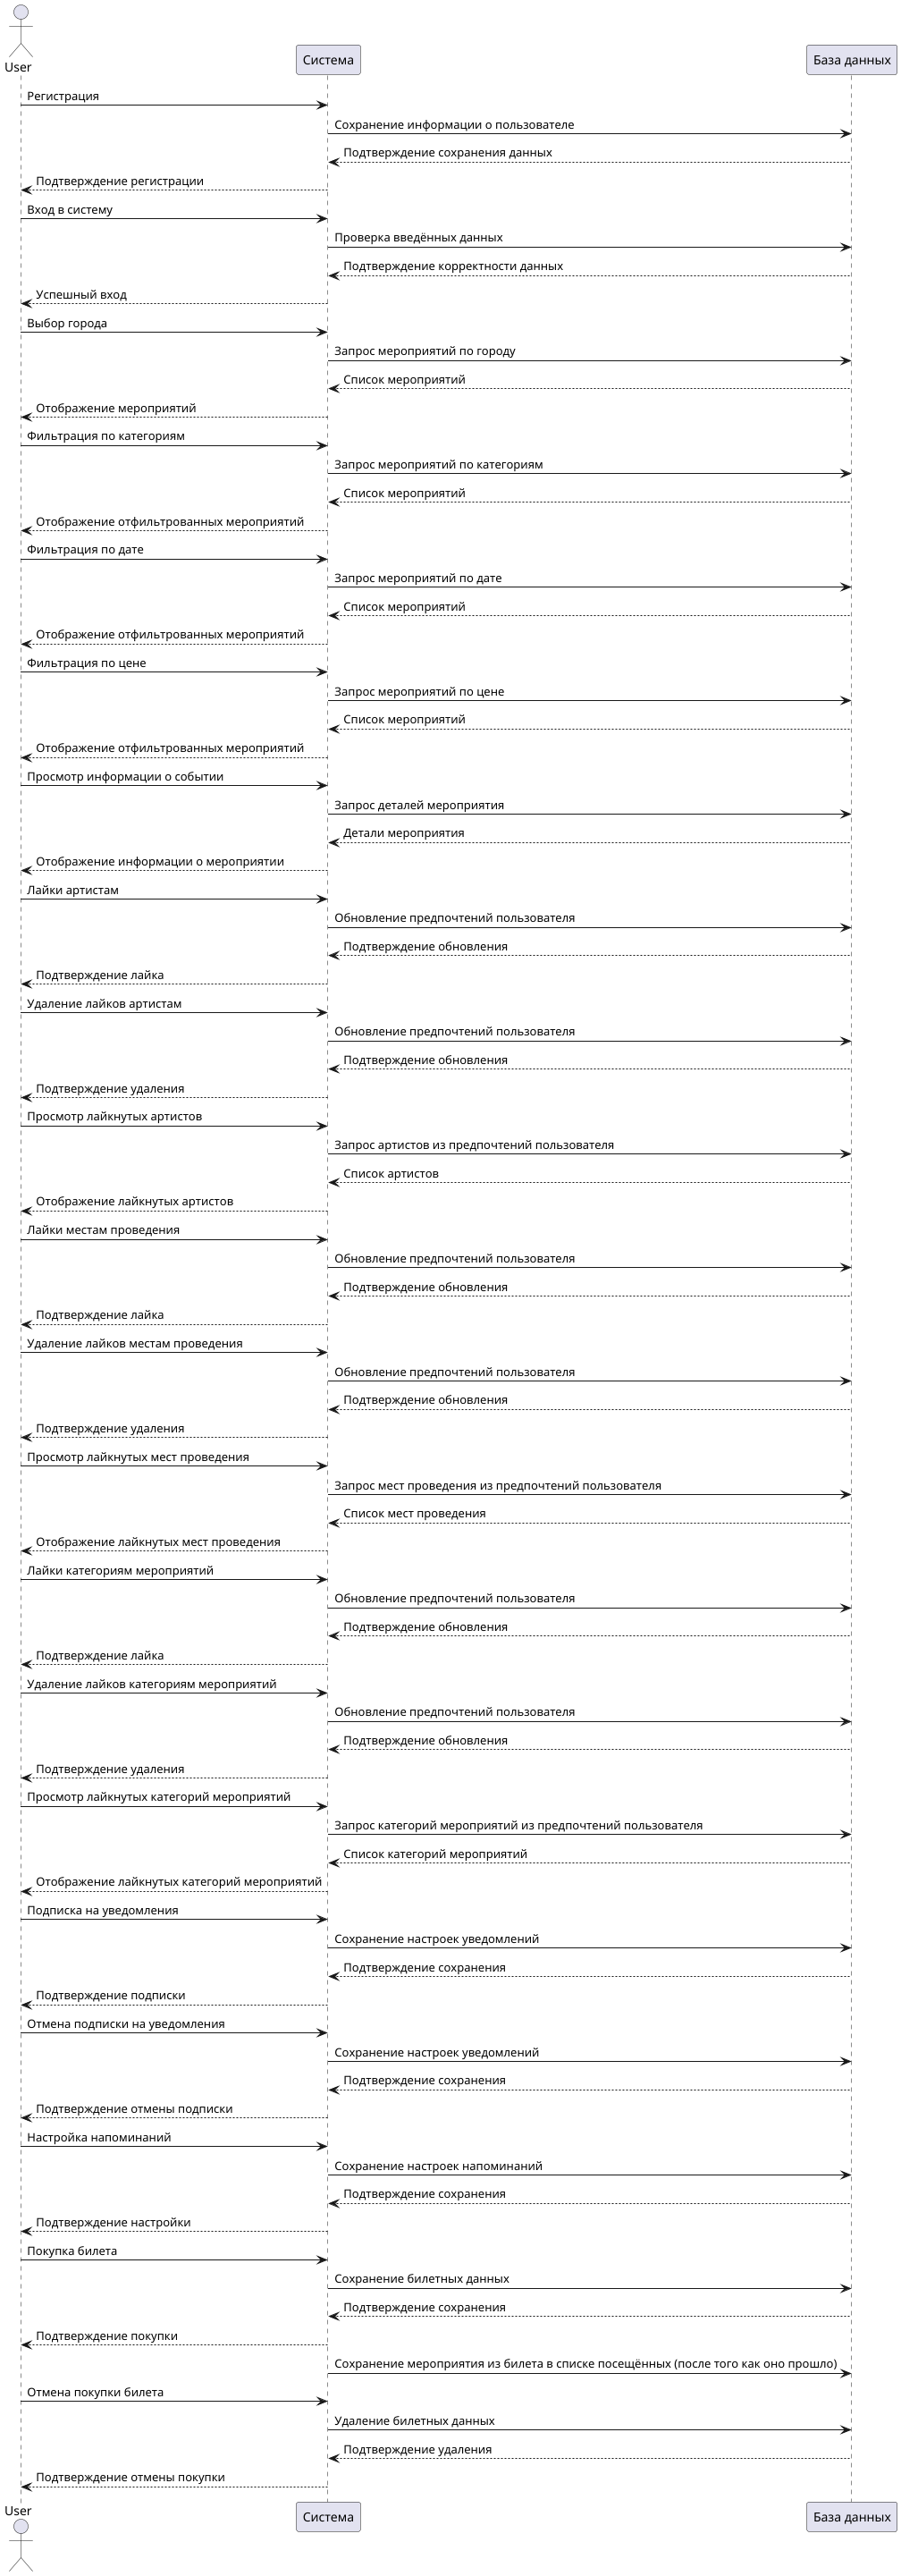 User
Система
База данных
Регистрация
Сохранение информации о пользователе
Подтверждение сохранения данных
Подтверждение регистрации
Вход в систему
Проверка введённых данных
Подтверждение корректности данных
Успешный вход
Выбор города
Запрос мероприятий по городу
Список мероприятий
Отображение мероприятий
Фильтрация по категориям
Запрос мероприятий по категориям
Список мероприятий
Отображение отфильтрованных мероприятий
Фильтрация по дате
Запрос мероприятий по дате
Список мероприятий
Отображение отфильтрованных мероприятий
Фильтрация по цене
Запрос мероприятий по цене
Список мероприятий
Отображение отфильтрованных мероприятий
Просмотр информации о событии
Запрос деталей мероприятия
Детали мероприятия
Отображение информации о мероприятии
Лайки артистам
Обновление предпочтений пользователя
Подтверждение обновления
Подтверждение лайка
Удаление лайков артистам
Обновление предпочтений пользователя
Подтверждение обновления
Подтверждение удаления
Просмотр лайкнутых артистов
Запрос артистов из предпочтений пользователя
Список артистов
Отображение лайкнутых артистов
Лайки местам проведения
Обновление предпочтений пользователя
Подтверждение обновления
Подтверждение лайка
Удаление лайков местам проведения
Обновление предпочтений пользователя
Подтверждение обновления
Подтверждение удаления
Просмотр лайкнутых мест проведения
Запрос мест проведения из предпочтений пользователя
Список мест проведения
Отображение лайкнутых мест проведения
Лайки категориям мероприятий
Обновление предпочтений пользователя
Подтверждение обновления
Подтверждение лайка
Удаление лайков категориям мероприятий
Обновление предпочтений пользователя
Подтверждение обновления
Подтверждение удаления
Просмотр лайкнутых категорий мероприятий
Запрос категорий мероприятий из предпочтений пользователя
Список категорий мероприятий
Отображение лайкнутых категорий мероприятий
Подписка на уведомления
Сохранение настроек уведомлений
Подтверждение сохранения
Подтверждение подписки
Отмена подписки на уведомления
Сохранение настроек уведомлений
Подтверждение сохранения
Подтверждение отмены подписки
Настройка напоминаний
Сохранение настроек напоминаний
Подтверждение сохранения
Подтверждение настройки
Покупка билета
Сохранение билетных данных
Подтверждение сохранения
Подтверждение покупки
Сохранение мероприятия из билета в списке посещённых (после того как оно прошло)
Отмена покупки билета
Удаление билетных данных
Подтверждение удаления
Подтверждение отмены покупки
User
Система
База данных